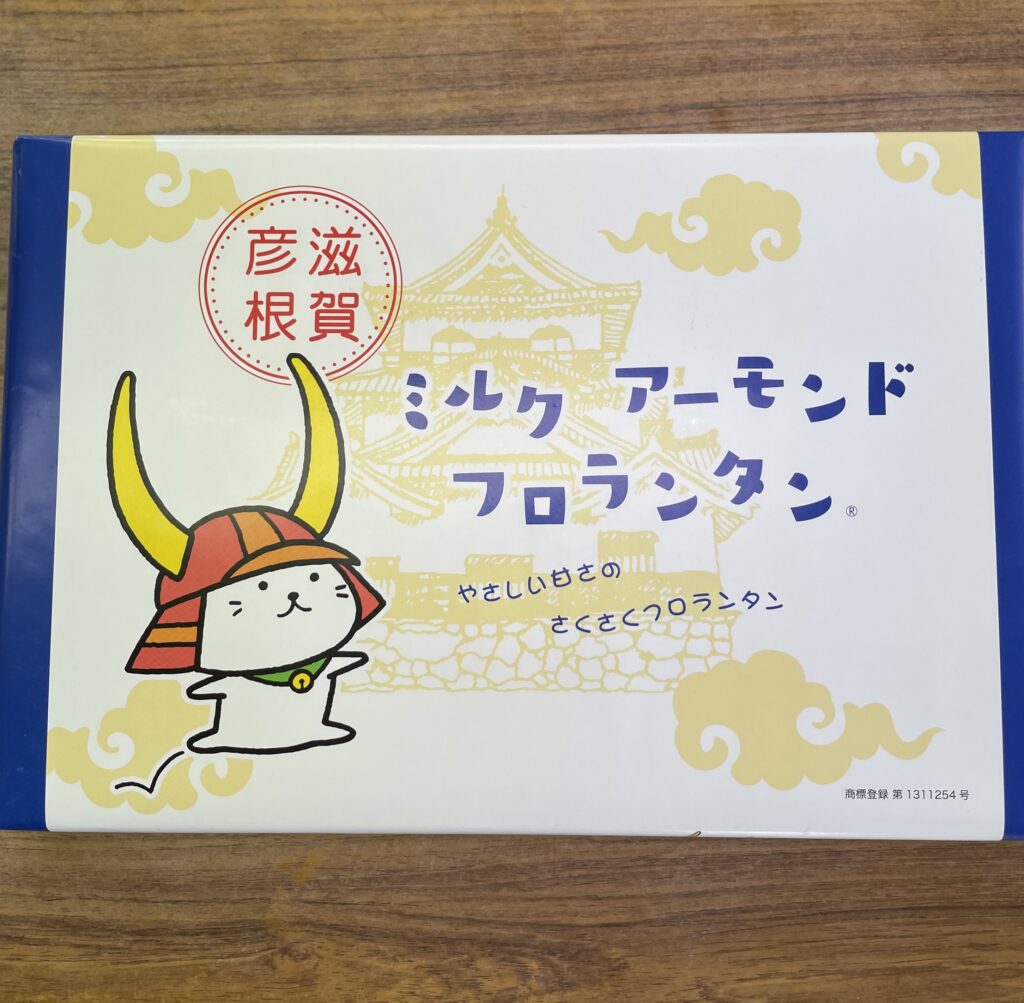 滋賀
彦根
ミルクアーモンド
フロランタン®
やさしい甘さの
さくさくフロランタン
商標登録 第1311254号